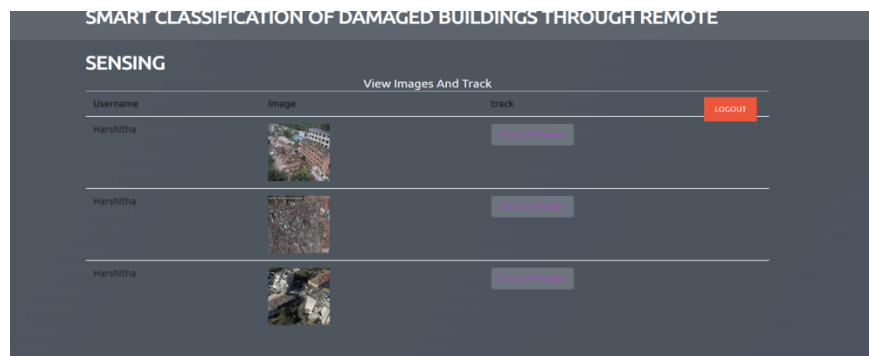 SMART CLASSIFICATION OF DAMAGED BUILDINGS THROUGH REMOTE
SENSING
View Images And Track
Username Image track
LOGOUT
Harshitha
Harshitha
Harshitha